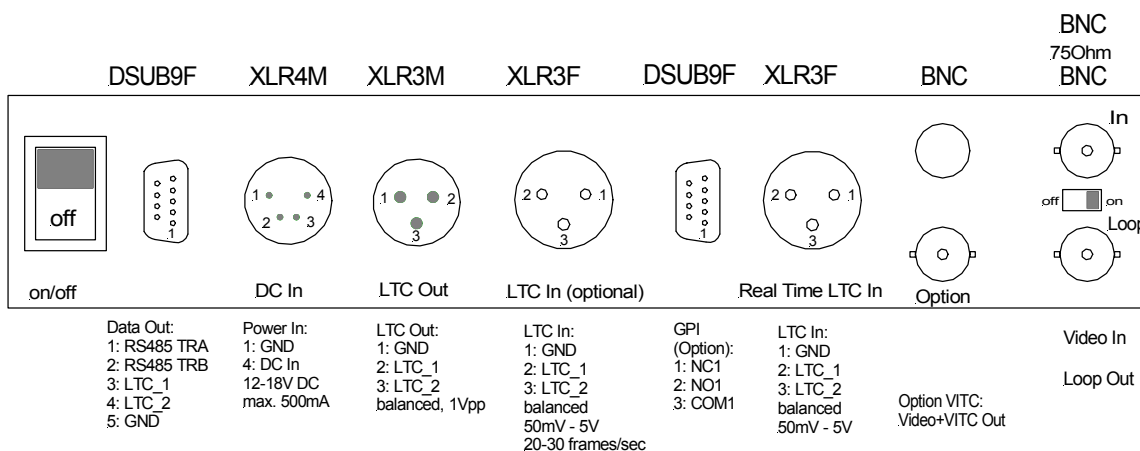 BNC
75Ohm
DSUB9F XLR4M XLR3M XLR3F DSUB9F XLR3F BNC BNC
In
1 4 1 2 2 1 2 1
off off on
2 3
1 3 3 1 3
Loop
on/off DC In LTC Out LTC In (optional) Real Time LTC In Option
Data Out:
1: RS485 TRA
2: RS485 TRB
3: LTC_1
4: LTC_2
5: GND
Power In:
1: GND
4: DC In
12-18V DC
max. 500mA
LTC Out:
1: GND
2: LTC_1
3: LTC_2
balanced, 1Vpp
LTC In:
1: GND
2: LTC_1
3: LTC_2
balanced
50mV - 5V
20-30 frames/sec
GPI
(Option):
1: NC1
2: NO1
3: COM1
LTC In:
1: GND
2: LTC_1
3: LTC_2
balanced
50mV - 5V
Option VITC:
Video+VITC Out
Video In
Loop Out